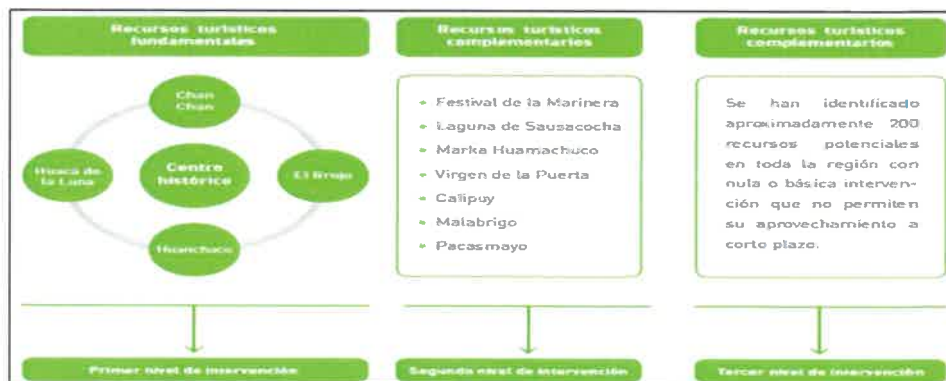 Recursos turísticos
fundamentales
Chan
Chan
Huaca de
la Luna
Centro
histórico
El Brujo
Huanchaco
Primer nivel de intervención
Recursos turísticos
complementarios
• Festival de la Marinera
• Laguna de Sausacocha
• Marka Huamachuco
• Virgen de la Puerta
• Calipuy
• Malabrigo
• Pacasmayo
Segundo nivel de intervención
Recursos turísticos
complementarios
Se han identificado
aproximadamente 200
recursos potenciales
en toda la región con
nula o básica interven-
ción que no permiten
su aprovechamiento a
corto plazo.
Tercer nivel de intervención